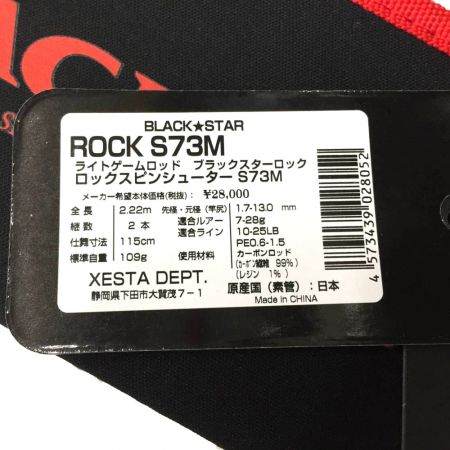 BLACK★STAR
ROCK S73M
ライトゲームロッド ブラックスターロック
ロックスピンシューター S73M
メーカー希望本体価格(税抜): ¥28,000
全長 2.22m 先径・元径(竿尻) 1.7-13.0 mm
継数 2本 適合ルアー 7-28g
仕舞寸法 115cm 適合ライン 10-25LB
PE0.6-1.5
標準自重 109g 使用材料 カーボンロッド
(カーボン繊維 99%)
(レジン 1%)
XESTA DEPT. 原産国(素管):日本
静岡県下田市大賀茂7-1 Made in CHINA
4573439028052